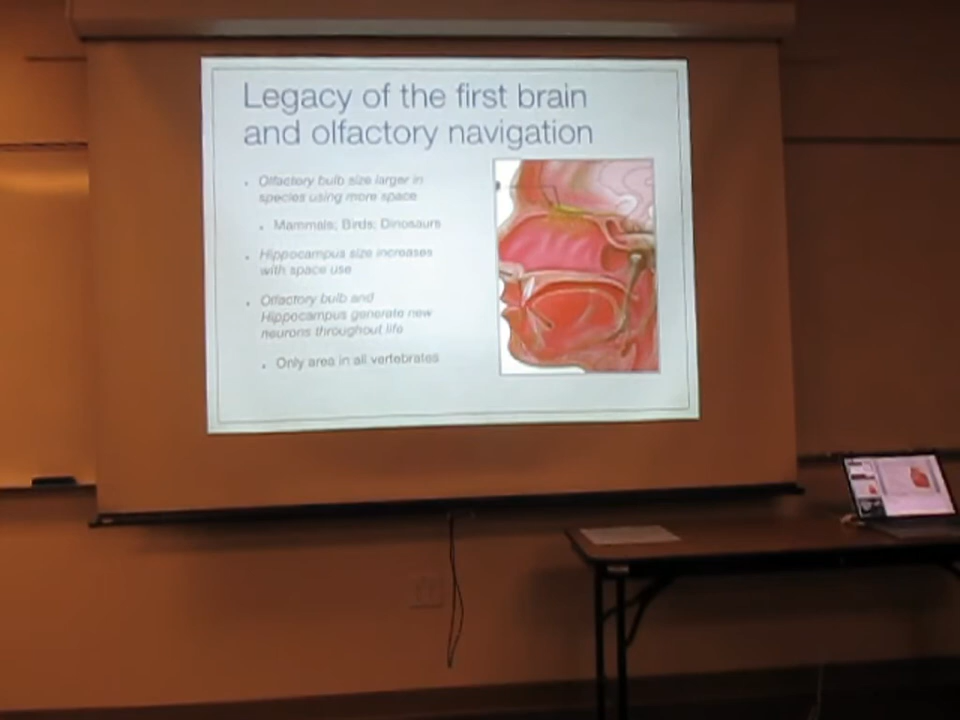 Legacy of the first brain
and olfactory navigation
Olfactory bulb size larger in
species using more space
Mammals; Birds; Dinosaurs
Hippocampus size increases
with space use
Olfactory bulb and
Hippocampus generate new
neurons throughout life
Only area in all vertebrates